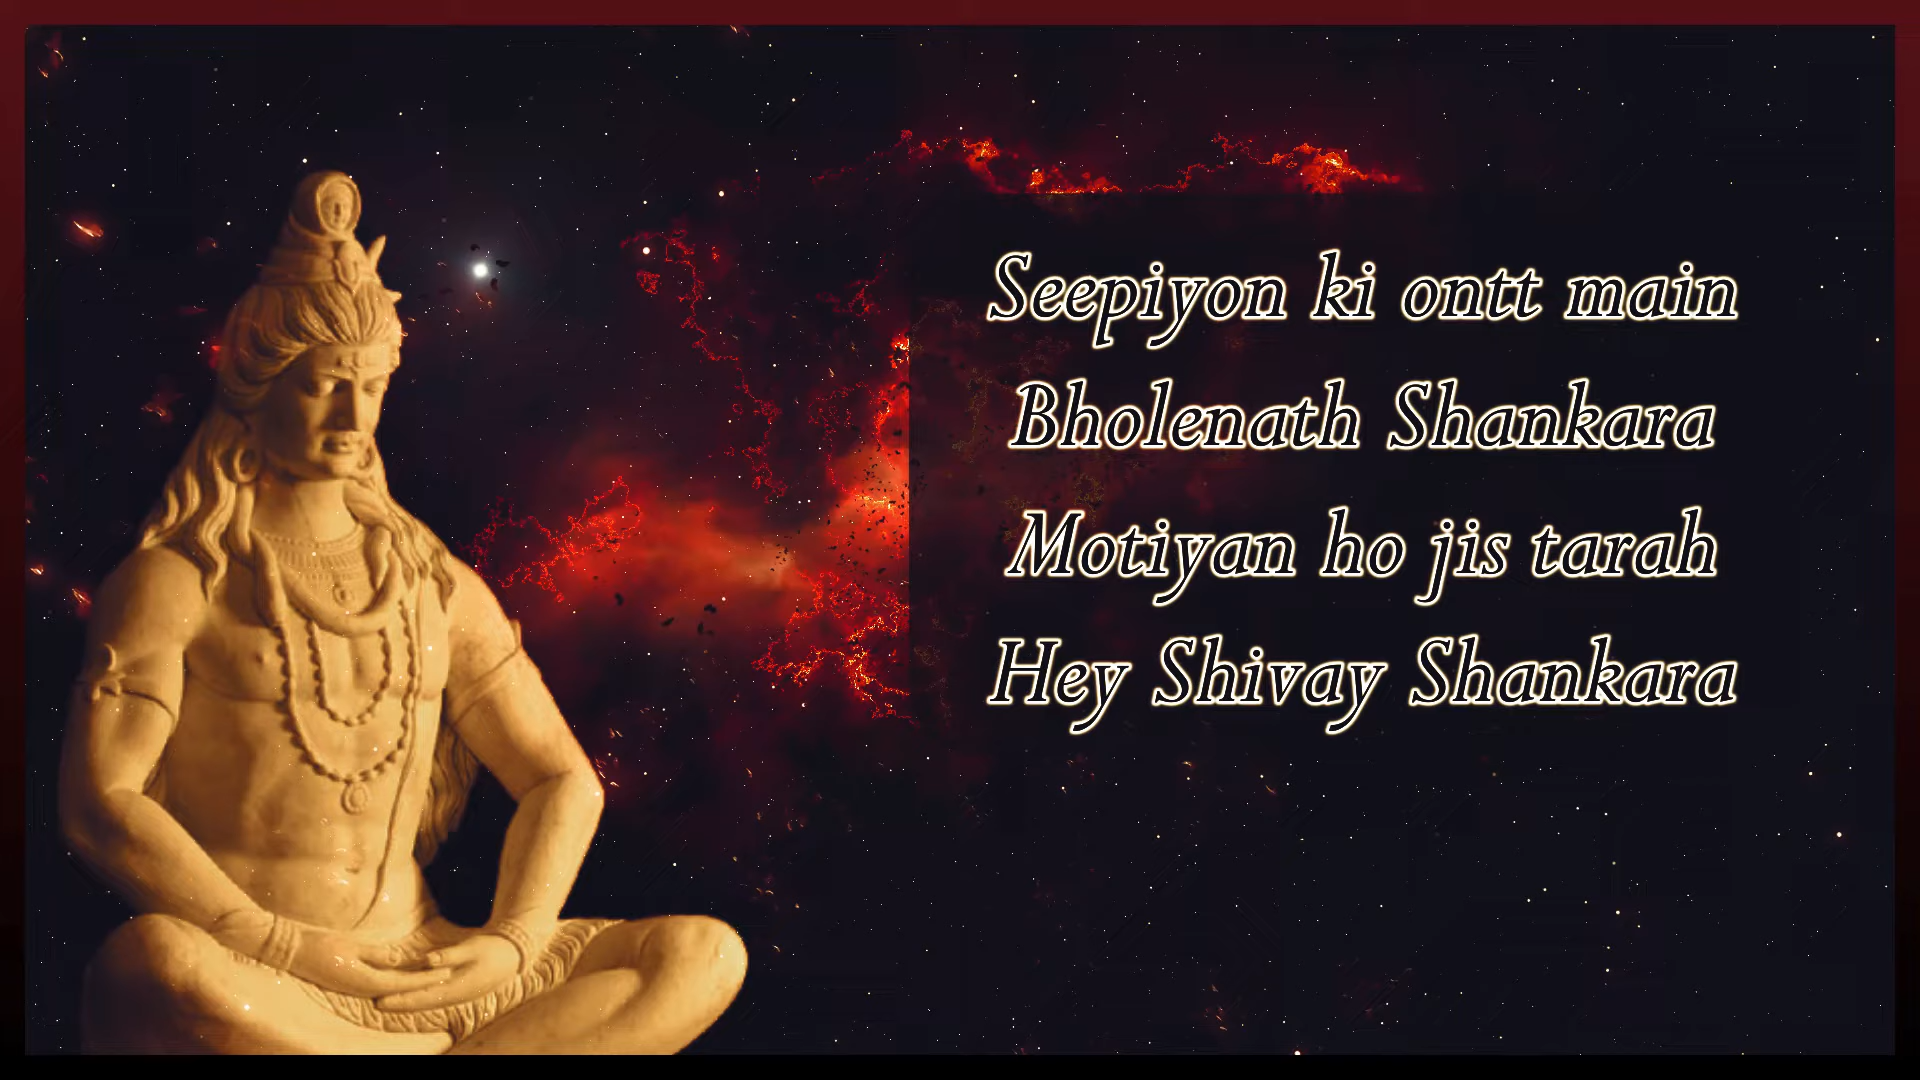 Seepiyon ki ontt main
Bholenath Shankara
Motiyan ho jis tarah
Hey Shivay Shankara